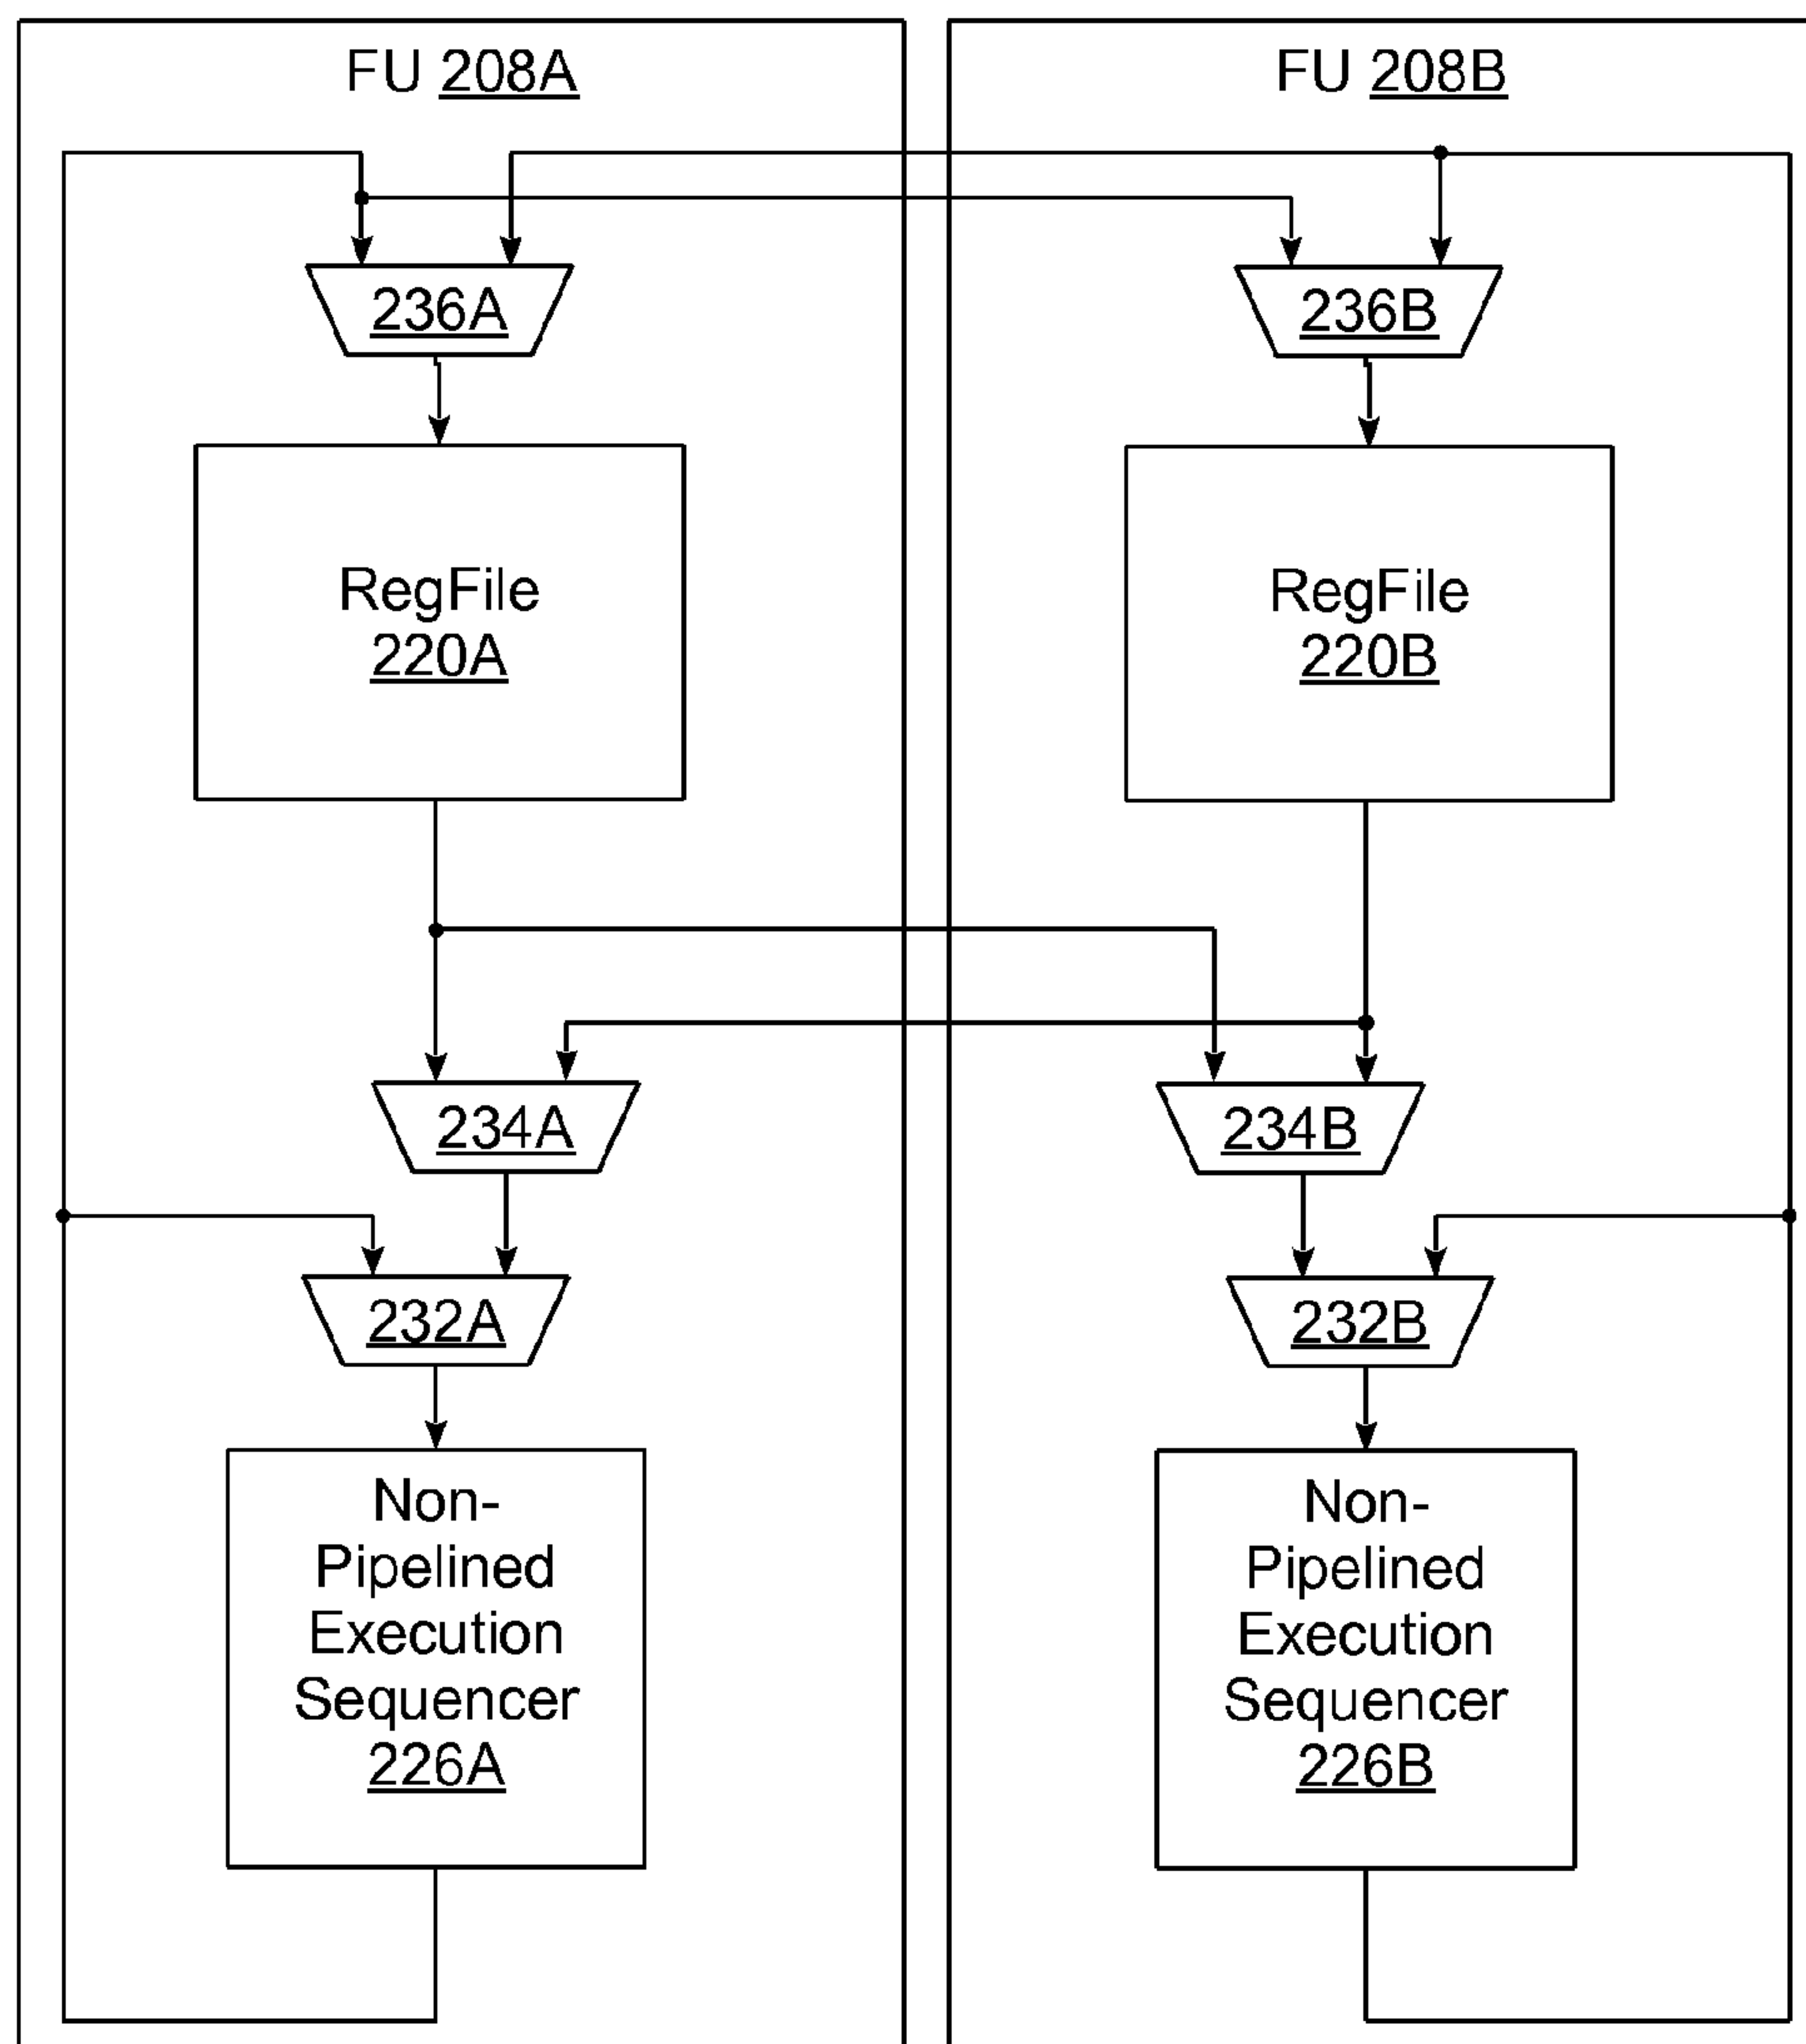 FU 208A
236A
RegFile
220A
234A
232A
Non-
Pipelined
Execution
Sequencer
226A
FU 208B
236B
RegFile
220B
234B
232B
Non-
Pipelined
Execution
Sequencer
226B